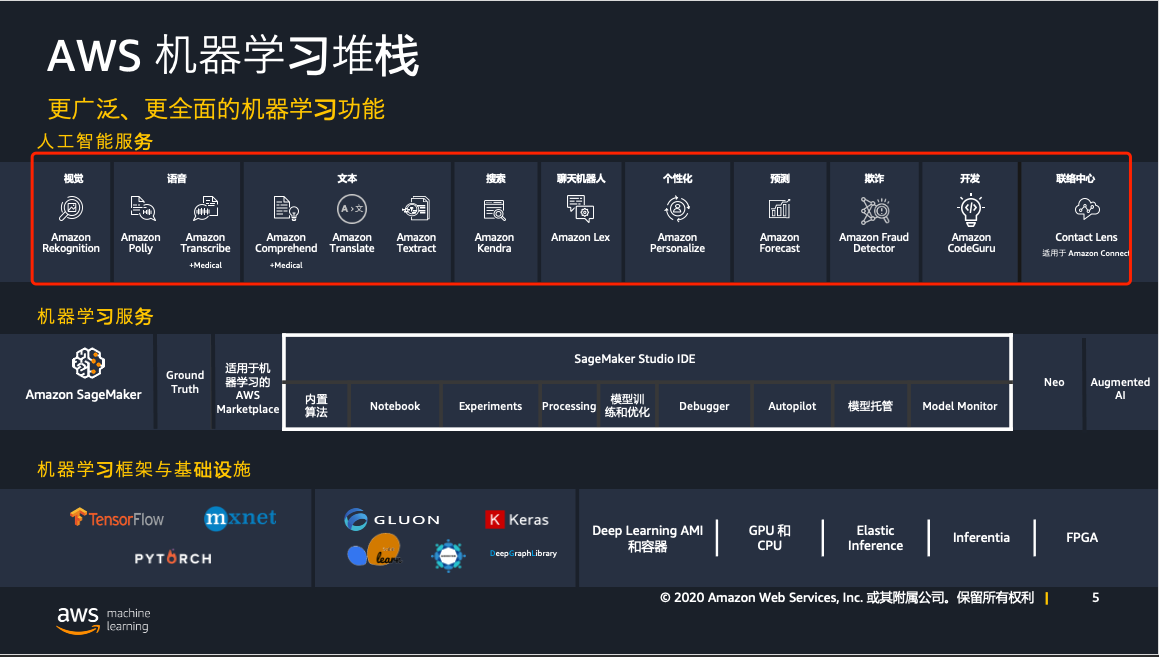 AWS 机器学习堆栈
更广泛、更全面的机器学习功能
人工智能服务
视觉
语音
文本
搜索
聊天机器人
个性化
预测
欺诈
开发
联络中心
A 文
Amazon
Rekognition
Amazon
Polly
Amazon
Transcribe
+Medical
Amazon
Comprehend
+Medical
Amazon
Translate
Amazon
Textract
Amazon
Kendra
Amazon Lex
Amazon
Personalize
Amazon
Forecast
Amazon Fraud
Detector
Amazon
CodeGuru
Contact Lens
适用于 Amazon Connect
机器学习服务
Amazon SageMaker
Ground
Truth
适用于机
器学习的
AWS
Marketplace
SageMaker Studio IDE
内置
算法
Notebook
Experiments
Processing
模型训
练和优化
Debugger
Autopilot
模型托管
Model Monitor
Neo
Augmented
AI
机器学习框架与基础设施
TensorFlow
mxnet
PYTORCH
GLUON
Keras
learn
DeepGraphLibrary
Deep Learning AMI
和容器
GPU 和
CPU
Elastic
Inference
Inferentia
FPGA
© 2020 Amazon Web Services, Inc. 或其附属公司。保留所有权利 |
5
aws machine
learning